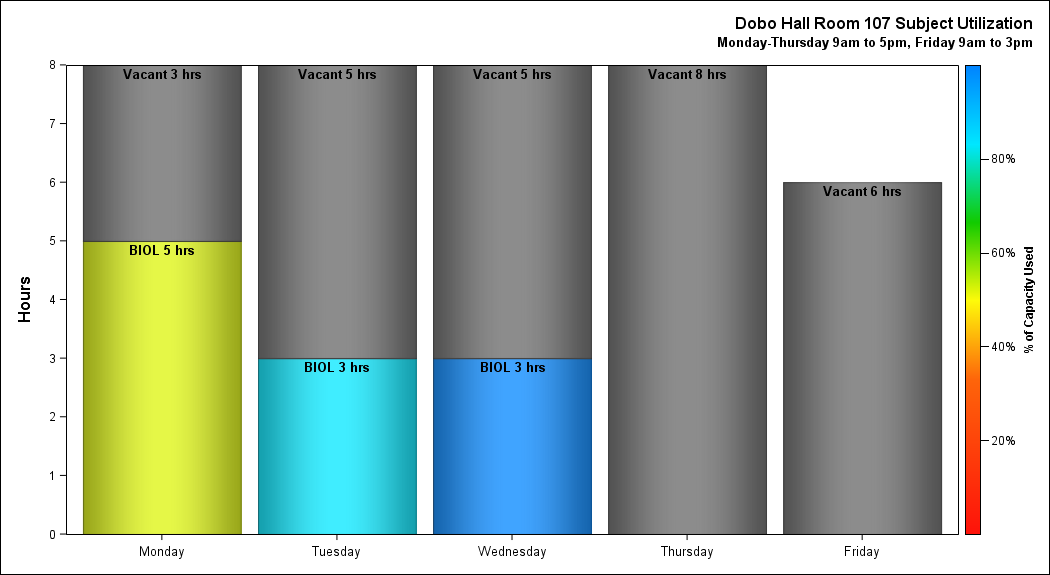 Dobo Hall Room 107 Subject Utilization
Monday-Thursday 9am to 5pm, Friday 9am to 3pm
8
7
6
5
4
3
2
1
0
Hours
Vacant 3 hrs
BIOL 5 hrs
Vacant 5 hrs
BIOL 3 hrs
Vacant 5 hrs
BIOL 3 hrs
Vacant 8 hrs
Vacant 6 hrs
Monday
Tuesday
Wednesday
Thursday
Friday
80%
60%
40%
20%
% of Capacity Used